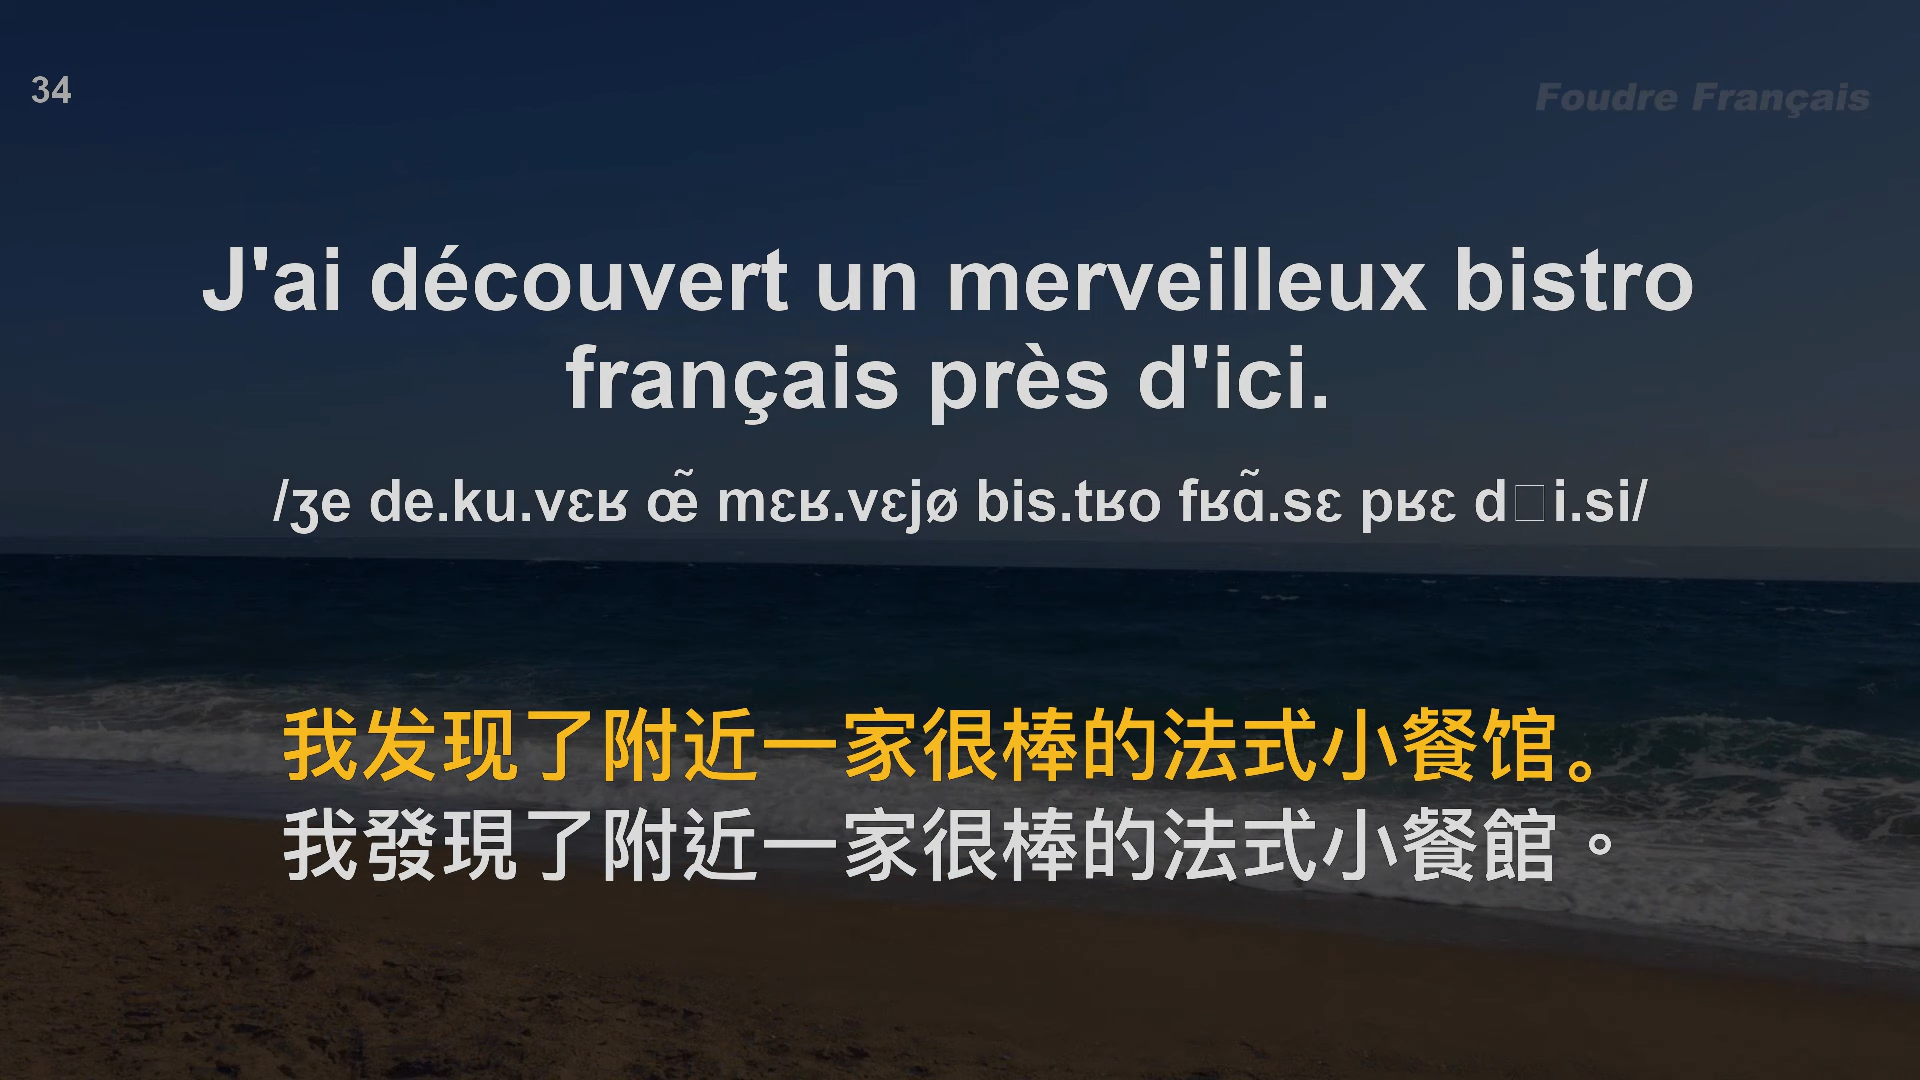 34
Foudre Français
J'ai découvert un merveilleux bistro
français près d'ici.
/ʒe de.ku.vɛʁ œ̃ mɛʁ.vɛjø bis.tʁo fʁɑ̃.sɛ pʁɛ d□i.si/
我发现了附近一家很棒的法式小餐馆。
我發現了附近一家很棒的法式小餐館。